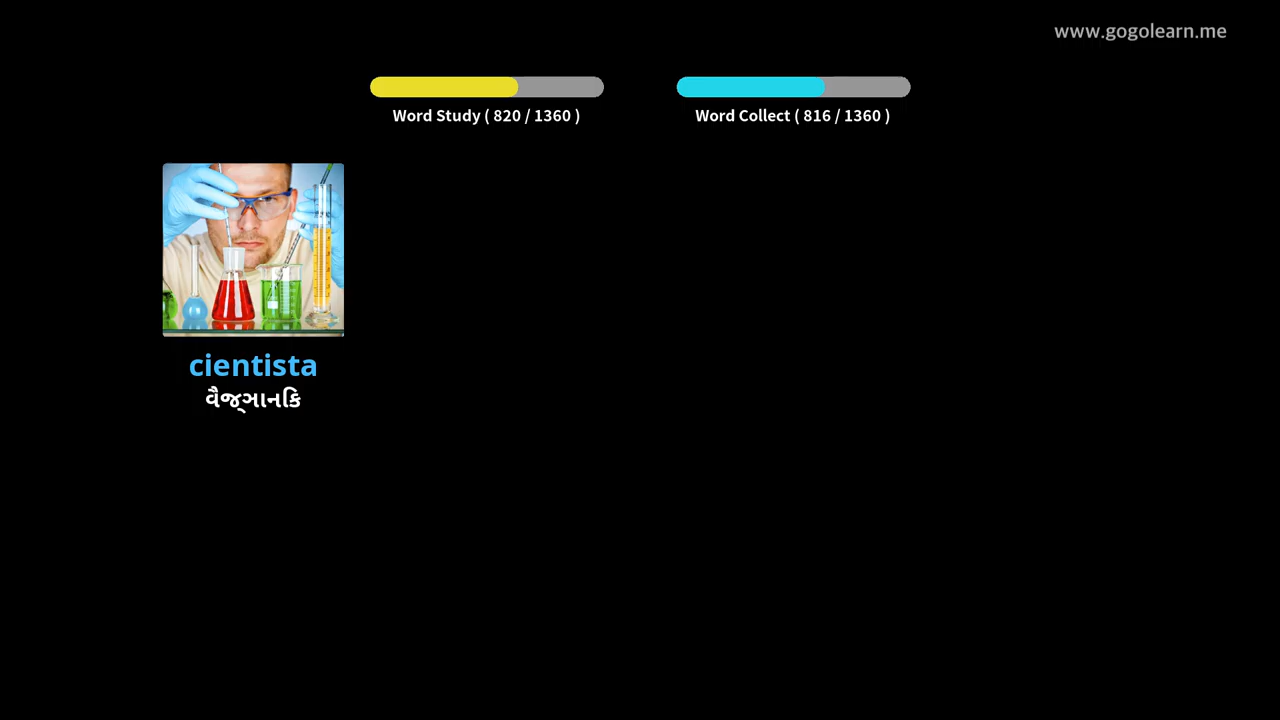 www.gogolearn.me
Word Study ( 820 / 1360 )
Word Collect ( 816 / 1360 )
cientista
વૈજ્ઞાનિક